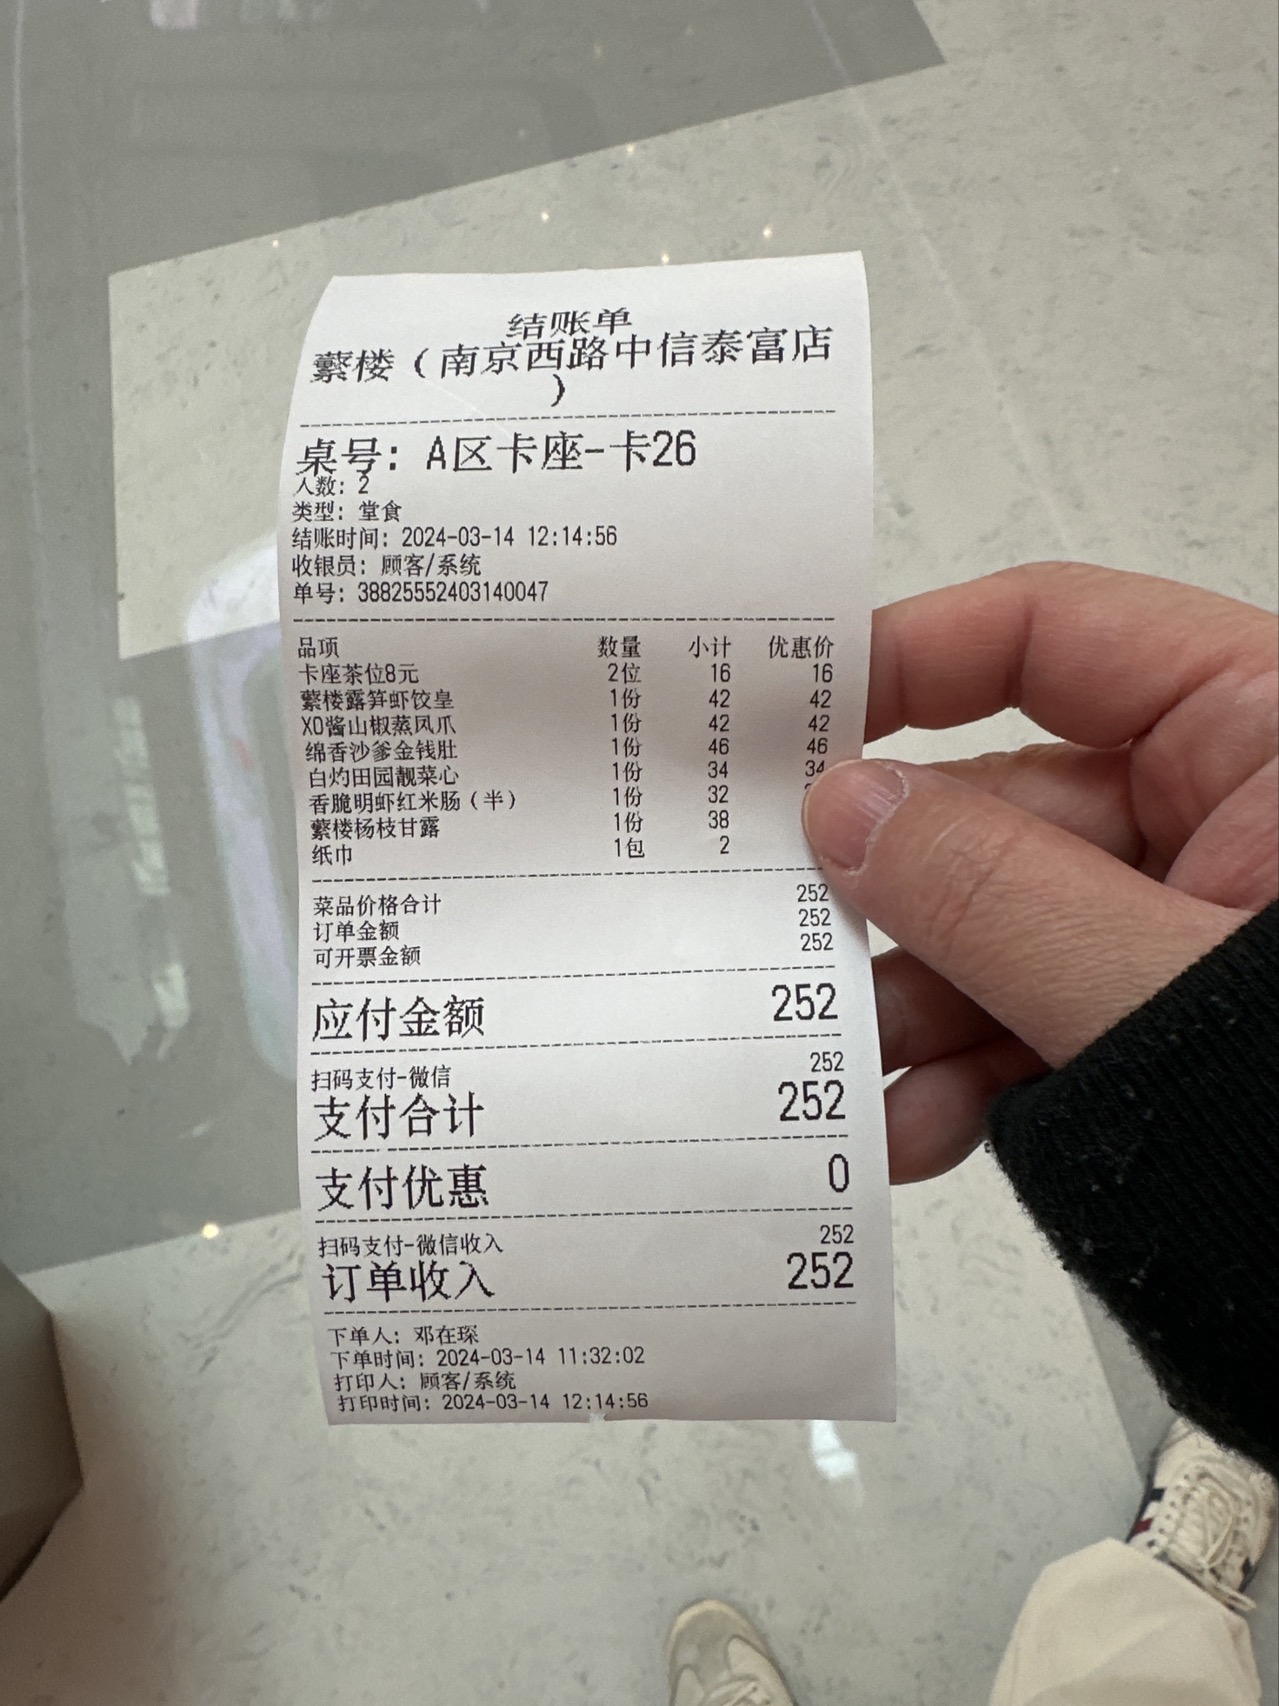 结账单
蘩楼（南京西路中信泰富店
）
桌号: A区卡座-卡26
人数: 2
类型: 堂食
结账时间: 2024-03-14 12:14:56
收银员: 顾客/系统
单号: 38825552403140047
品项 数量 小计 优惠价
卡座茶位8元 2位 16 16
蘩楼露笋虾饺皇 1份 42 42
XO酱山椒蒸凤爪 1份 42 42
绵香沙爹金钱肚 1份 46 46
白灼田园靓菜心 1份 34 34
香脆明虾红米肠（半） 1份 32
蘩楼杨枝甘露 1份 38
纸巾 1包 2
菜品价格合计 252
订单金额 252
可开票金额 252
应付金额 252
扫码支付-微信 252
支付合计 252
支付优惠 0
扫码支付-微信收入 252
订单收入 252
下单人: 邓在琛
下单时间: 2024-03-14 11:32:02
打印人: 顾客/系统
打印时间: 2024-03-14 12:14:56